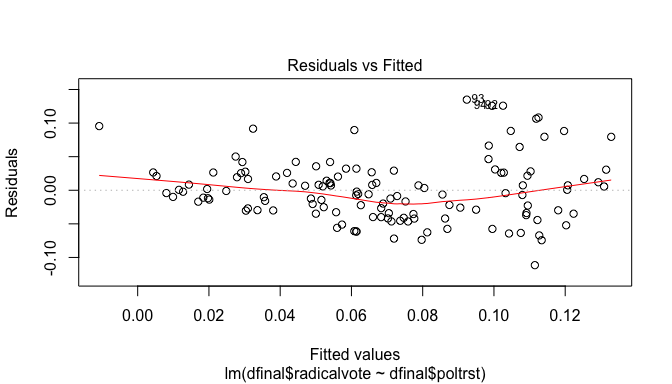 Residuals vs Fitted
Residuals
0.10
0.00
-0.10
93
0.00 0.02 0.04 0.06 0.08 0.10 0.12
Fitted values
lm(dfinal$radicalvote ~ dfinal$poltrst)